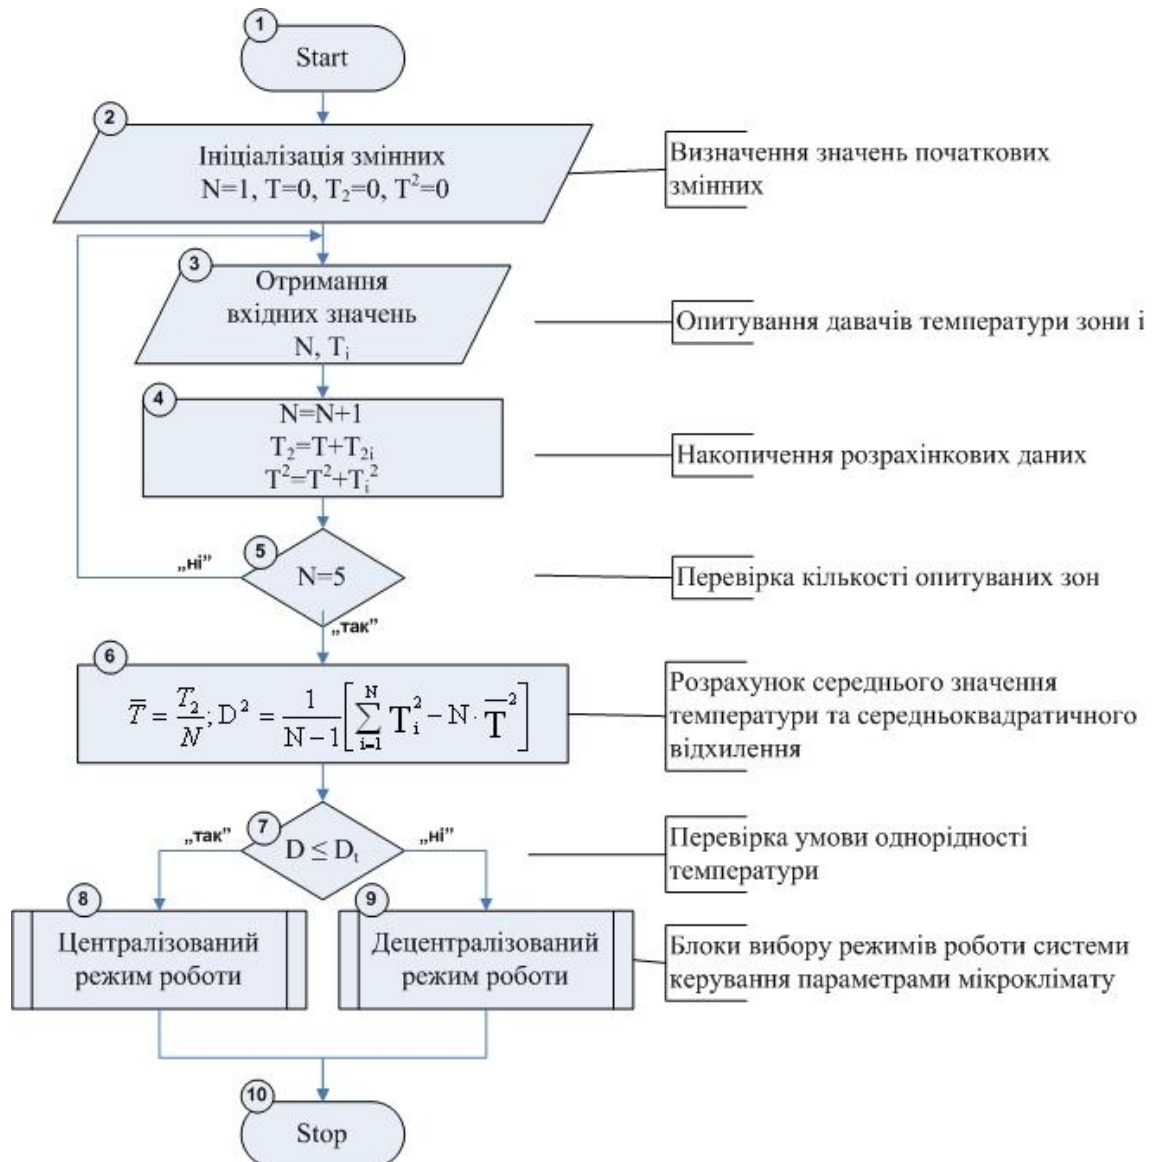 1
Start
2
Ініціалізація змінних
N=1, T=0, T₂=0, T²=0
Визначення значень початкових
змінних
3
Отримання
вхідних значень
N, Tᵢ
Опитування давачів температури зони і
4
N=N+1
T₂=T+T₂ᵢ
T²=T²+Tᵢ²
Накопичення розрахінкових даних
5
N=5
„ні”
„так”
Перевірка кількості опитуваних зон
6
T̅ = T₂/N; D² = 1/(N−1) [∑ᵢ₌₁ᴺ Tᵢ² − N · T̅²]
Розрахунок середнього значення
температури та середньоквадратичного
відхилення
7
„так”
D ≤ Dₜ
„ні”
Перевірка умови однорідності
температури
8
Централізований
режим роботи
9
Децентралізований
режим роботи
Блоки вибору режимів роботи системи
керування параметрами мікроклімату
10
Stop